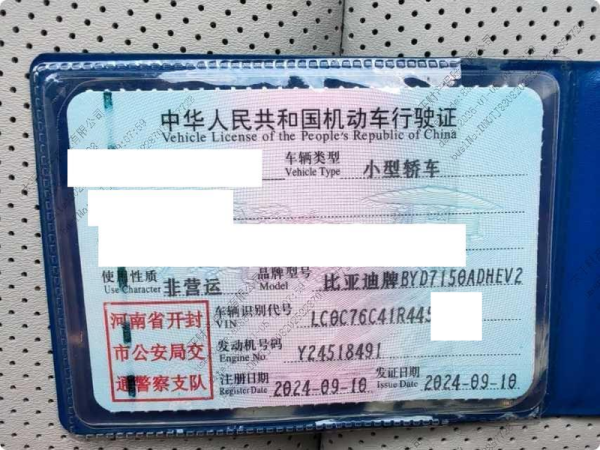 中华人民共和国机动车行驶证
Vehicle License of the People's Republic of China
车辆类型 小型轿车
Vehicle Type
使用性质 非营运 品牌型号 比亚迪牌BYD7150ADHEV2
Use Character Model
车辆识别代号 LC0C76C41R445
VIN
发动机号码 Y24518491
Engine No.
注册日期 2024-09-10 发证日期 2024-09-10
Register Date Issue Date
河南省开封
市公安局交
通警察支队